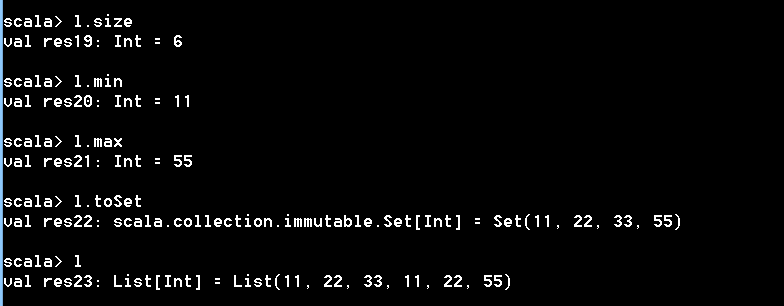 scala> l.size
val res19: Int = 6
scala> l.min
val res20: Int = 11
scala> l.max
val res21: Int = 55
scala> l.toSet
val res22: scala.collection.immutable.Set[Int] = Set(11, 22, 33, 55)
scala> l
val res23: List[Int] = List(11, 22, 33, 11, 22, 55)